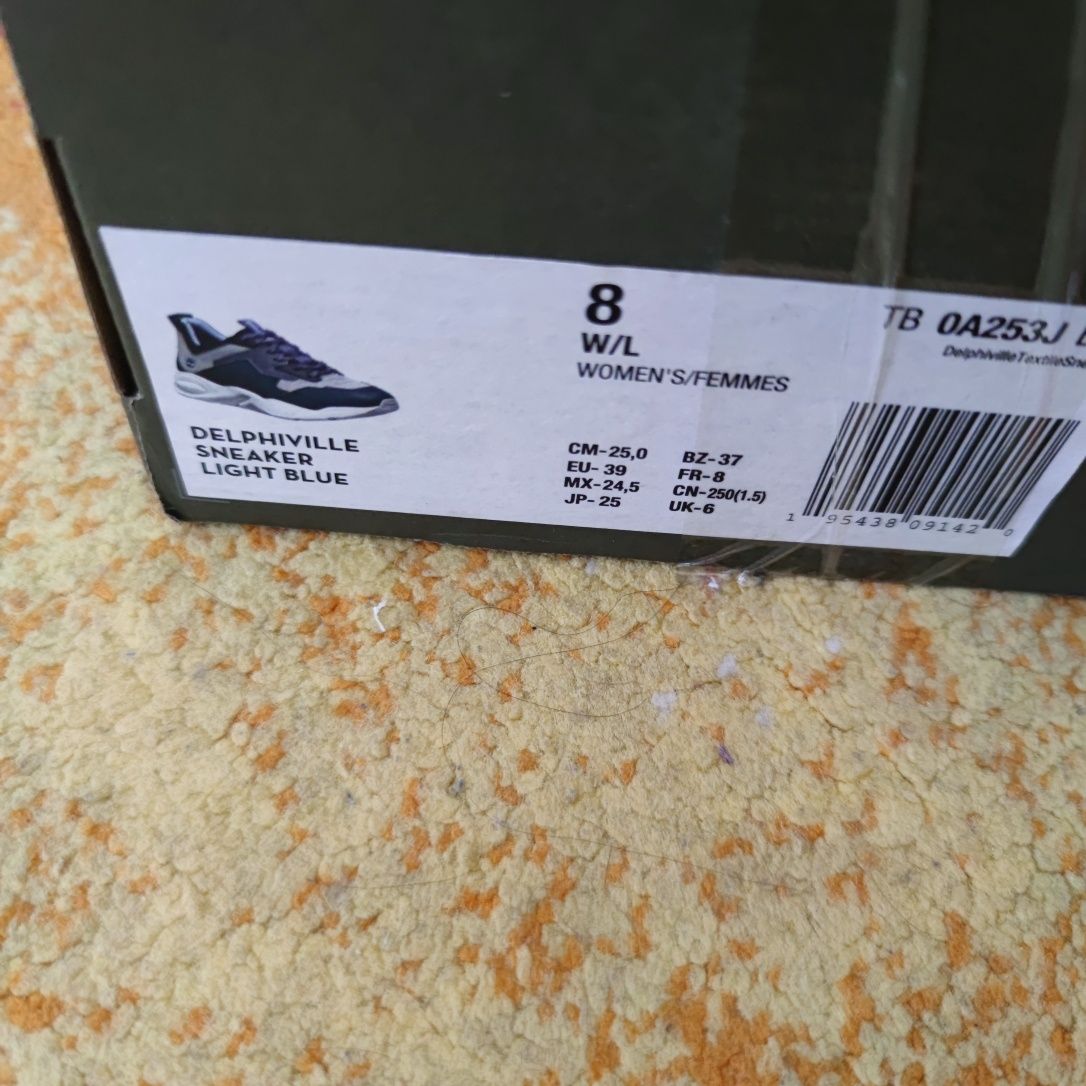 8
W/L
WOMEN'S/FEMMES
TB 0A253J
DELPHIVILLE
SNEAKER
LIGHT BLUE
CM-25,0 BZ-37
EU-39 FR-8
MX-24,5 CN-250(1.5)
JP-25 UK-6
1 95438 09142 0